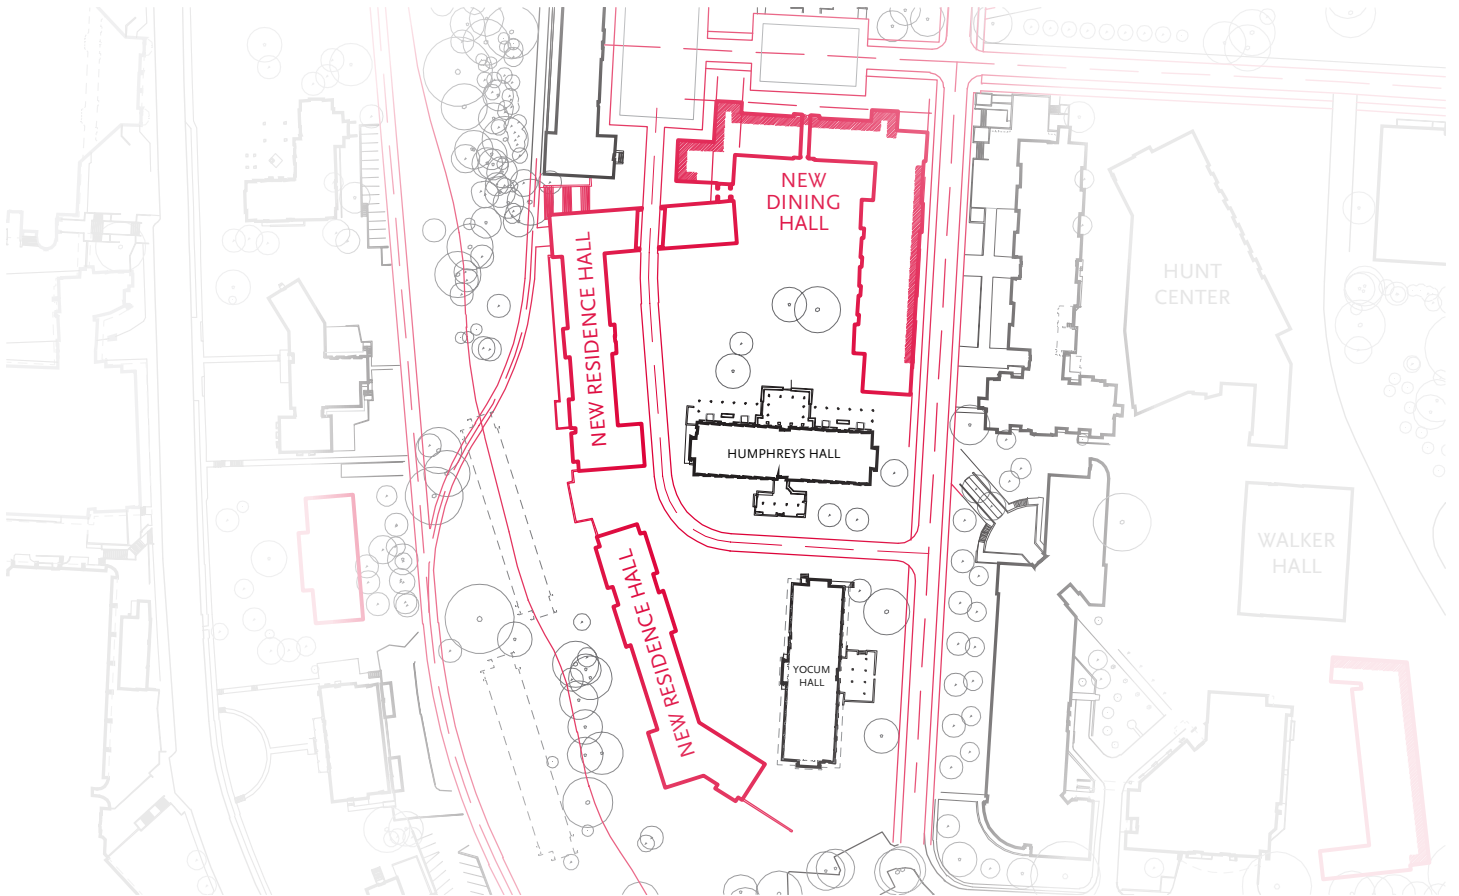 NEW
DINING
HALL
NEW RESIDENCE HALL
HUNT
CENTER
HUMPHREYS HALL
WALKER
HALL
NEW RESIDENCE HALL
YOCUM
HALL